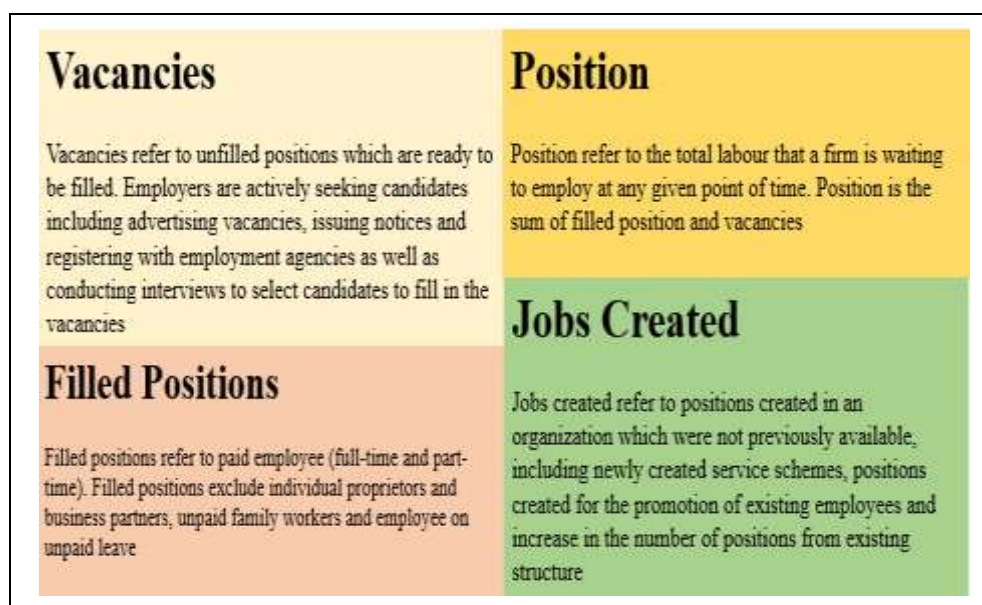 Vacancies
Vacancies refer to unfilled positions which are ready to
be filled. Employers are actively seeking candidates
including advertising vacancies, issuing notices and
registering with employment agencies as well as
conducting interviews to select candidates to fill in the
vacancies
Position
Position refer to the total labour that a firm is waiting
to employ at any given point of time. Position is the
sum of filled position and vacancies
Filled Positions
Filled positions refer to paid employee (full-time and part-
time). Filled positions exclude individual proprietors and
business partners, unpaid family workers and employee on
unpaid leave
Jobs Created
Jobs created refer to positions created in an
organization which were not previously available,
including newly created service schemes, positions
created for the promotion of existing employees and
increase in the number of positions from existing
structure